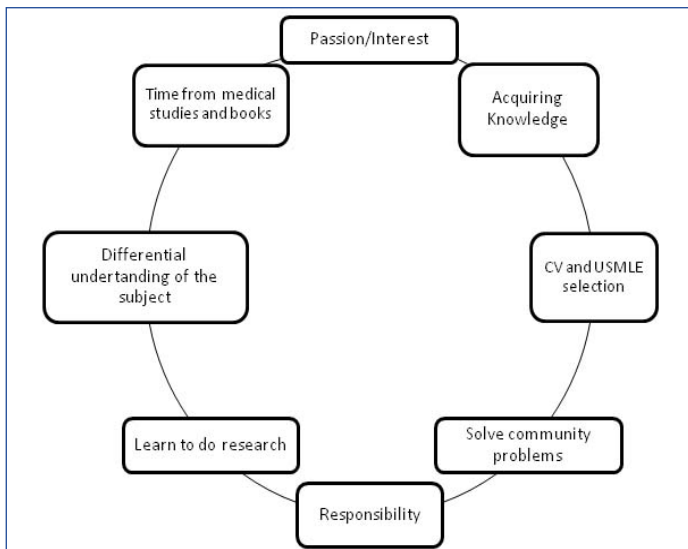 Passion/Interest
Acquiring
Knowledge
CV and USMLE
selection
Solve community
problems
Responsibility
Learn to do research
Differential
undertanding of the
subject
Time from medical
studies and books